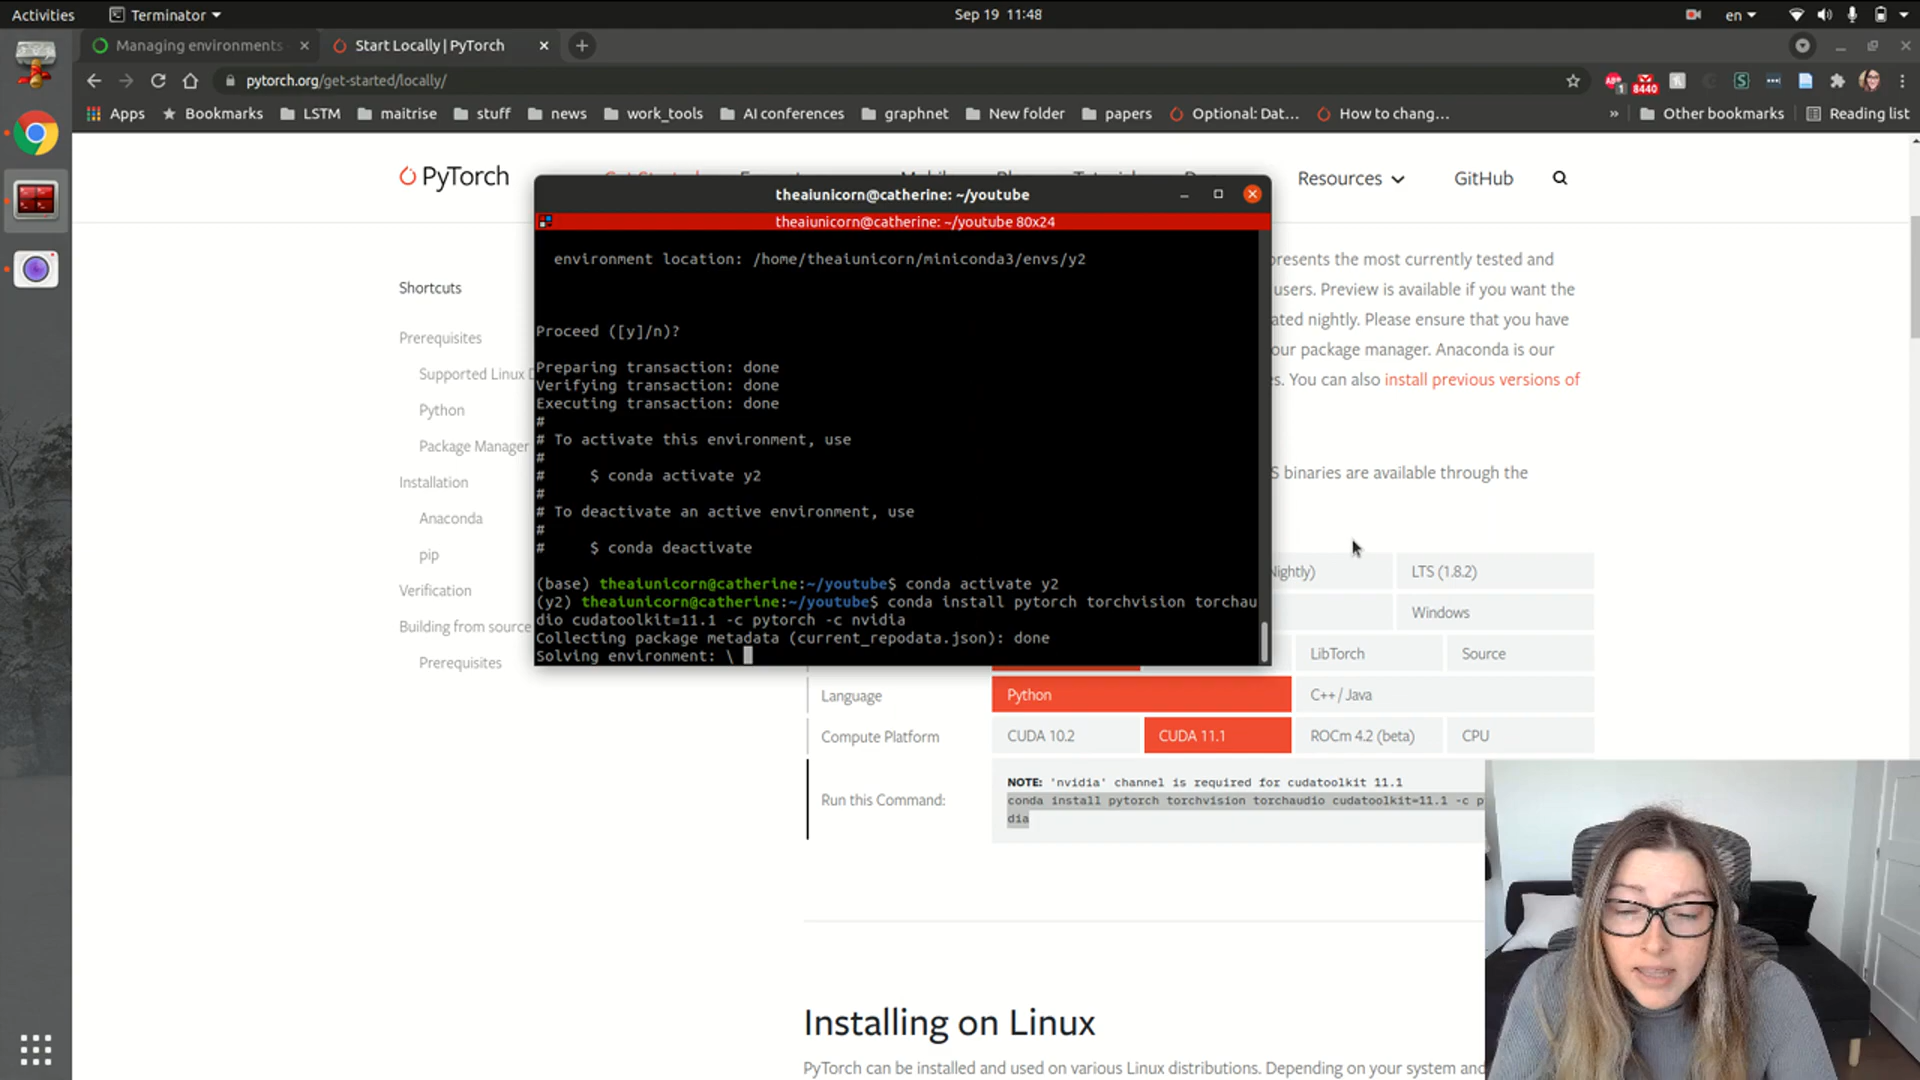 Activities
Terminator
Sep 19 11:48
en
Managing environments
Start Locally | PyTorch
pytorch.org/get-started/locally/
1
8440
Apps
Bookmarks
LSTM
maitrise
stuff
news
work_tools
AI conferences
graphnet
New folder
papers
Optional: Dat...
How to chang...
»
Other bookmarks
Reading list
PyTorch
Resources
GitHub
Shortcuts
Prerequisites
Supported Linux D
Python
Package Manager
Installation
Anaconda
pip
Verification
Building from source
Prerequisites
theaiunicorn@catherine: ~/youtube
theaiunicorn@catherine: ~/youtube 80x24
environment location: /home/theaiunicorn/miniconda3/envs/y2
Proceed ([y]/n)?
Preparing transaction: done
Verifying transaction: done
Executing transaction: done
#
# To activate this environment, use
#
#     $ conda activate y2
#
# To deactivate an active environment, use
#
#     $ conda deactivate
(base) theaiunicorn@catherine:~/youtube$ conda activate y2
(y2) theaiunicorn@catherine:~/youtube$ conda install pytorch torchvision torchau
dio cudatoolkit=11.1 -c pytorch -c nvidia
Collecting package metadata (current_repodata.json): done
Solving environment: \
presents the most currently tested and
users. Preview is available if you want the
ated nightly. Please ensure that you have
our package manager. Anaconda is our
s. You can also install previous versions of
S binaries are available through the
Nightly)
LTS (1.8.2)
Windows
LibTorch
Source
Language
Python
C++ / Java
Compute Platform
CUDA 10.2
CUDA 11.1
ROCm 4.2 (beta)
CPU
Run this Command:
NOTE: 'nvidia' channel is required for cudatoolkit 11.1
conda install pytorch torchvision torchaudio cudatoolkit=11.1 -c p
dia
Installing on Linux
PyTorch can be installed and used on various Linux distributions. Depending on your system and